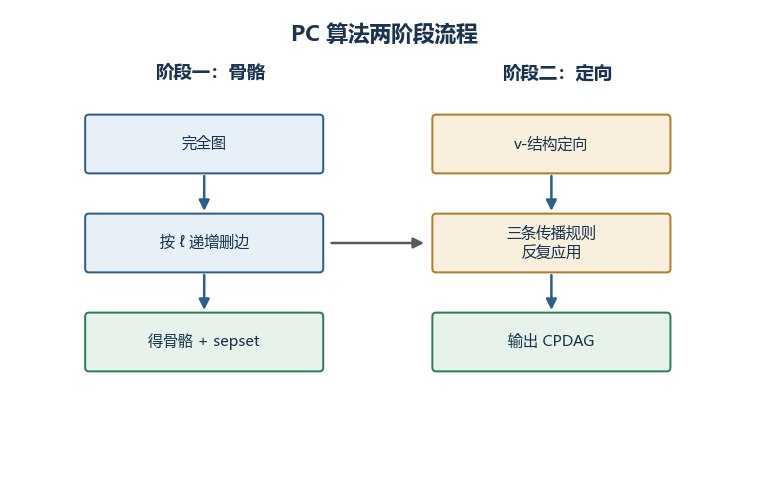 PC 算法两阶段流程
阶段一：骨骼
完全图
按 ℓ 递增删边
得骨骼 + sepset
阶段二：定向
v-结构定向
三条传播规则
反复应用
输出 CPDAG